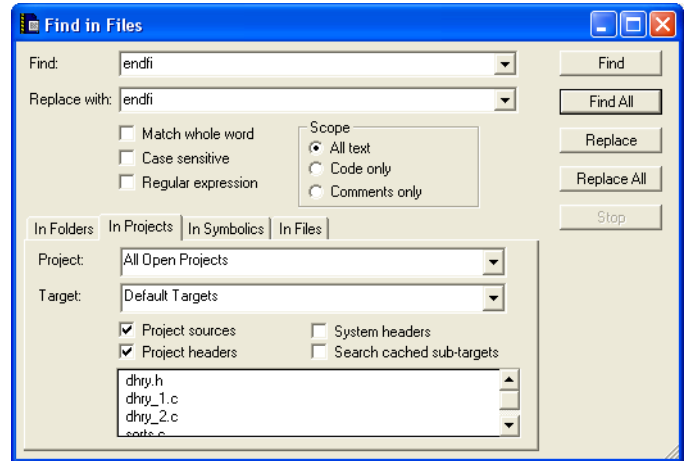 Find in Files
Find: endfi Find
Replace with: endfi Find All
Match whole word Scope Replace
Case sensitive All text
Regular expression Code only Replace All
Comments only
In Folders In Projects In Symbolics In Files Stop
Project: All Open Projects
Target: Default Targets
Project sources System headers
Project headers Search cached sub-targets
dhry.h
dhry_1.c
dhry_2.c
sorts.c